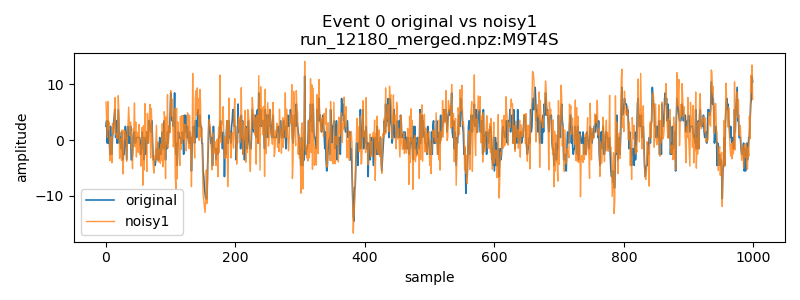 Event 0 original vs noisy1
run_12180_merged.npz:M9T4S
amplitude
10
0
−10
original
noisy1
0 200 400 600 800 1000
sample